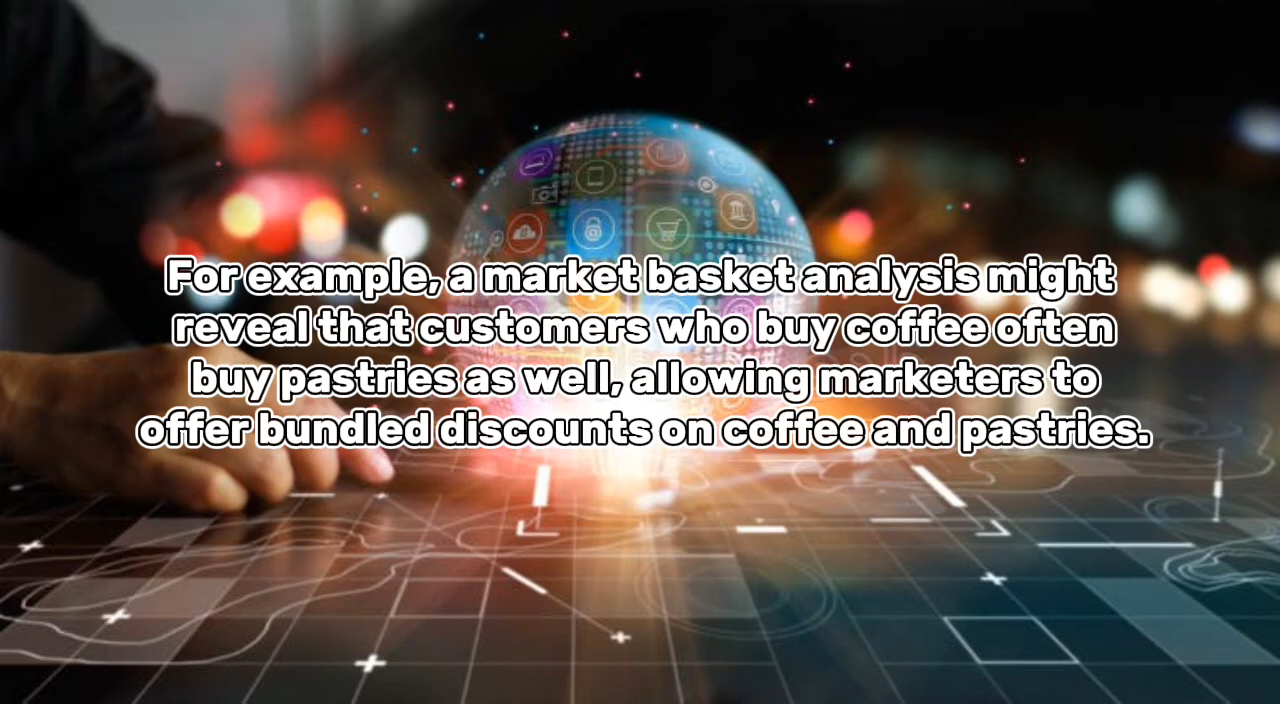 For example, a market basket analysis might
reveal that customers who buy coffee often
buy pastries as well, allowing marketers to
offer bundled discounts on coffee and pastries.